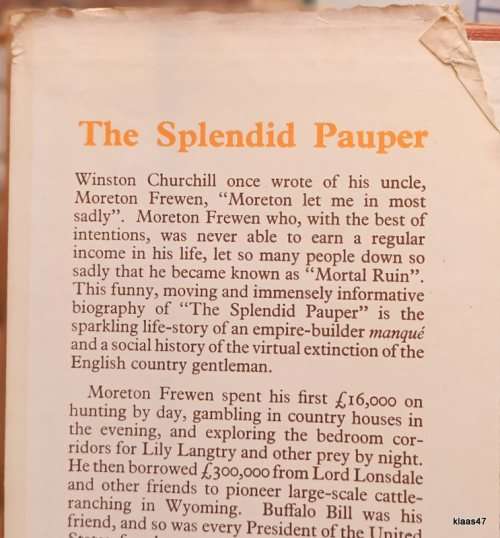 The Splendid Pauper
Winston Churchill once wrote of his uncle,
Moreton Frewen, “Moreton let me in most
sadly”. Moreton Frewen who, with the best of
intentions, was never able to earn a regular
income in his life, let so many people down so
sadly that he became known as “Mortal Ruin”.
This funny, moving and immensely informative
biography of “The Splendid Pauper” is the
sparkling life-story of an empire-builder manqué
and a social history of the virtual extinction of the
English country gentleman.
Moreton Frewen spent his first £16,000 on
hunting by day, gambling in country houses in
the evening, and exploring the bedroom cor-
ridors for Lily Langtry and other prey by night.
He then borrowed £300,000 from Lord Lonsdale
and other friends to pioneer large-scale cattle-
ranching in Wyoming. Buffalo Bill was his
friend, and so was every President of the United
klaas47